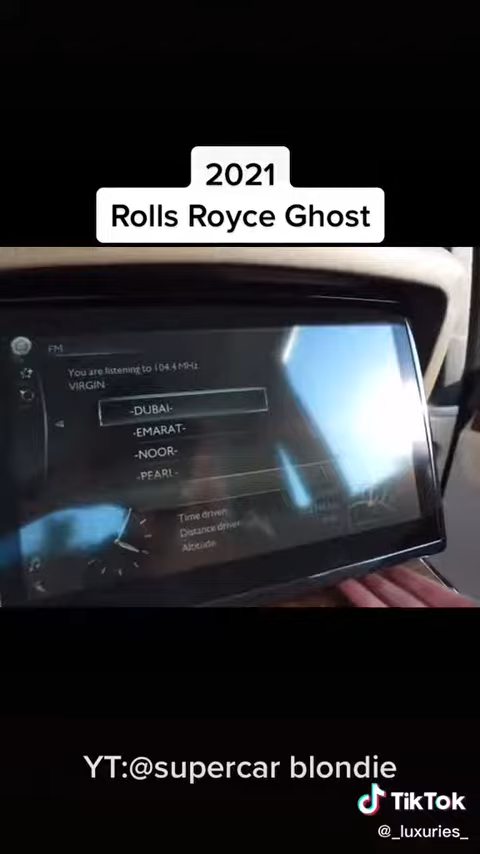 2021
Rolls Royce Ghost
FM
You are listening to 104.4 MHz
VIRGIN
-DUBAI-
-EMARAT-
-NOOR-
-PEARL-
Time driven
Distance driven
Altitude
YT:@supercar blondie
TikTok
@_luxuries_